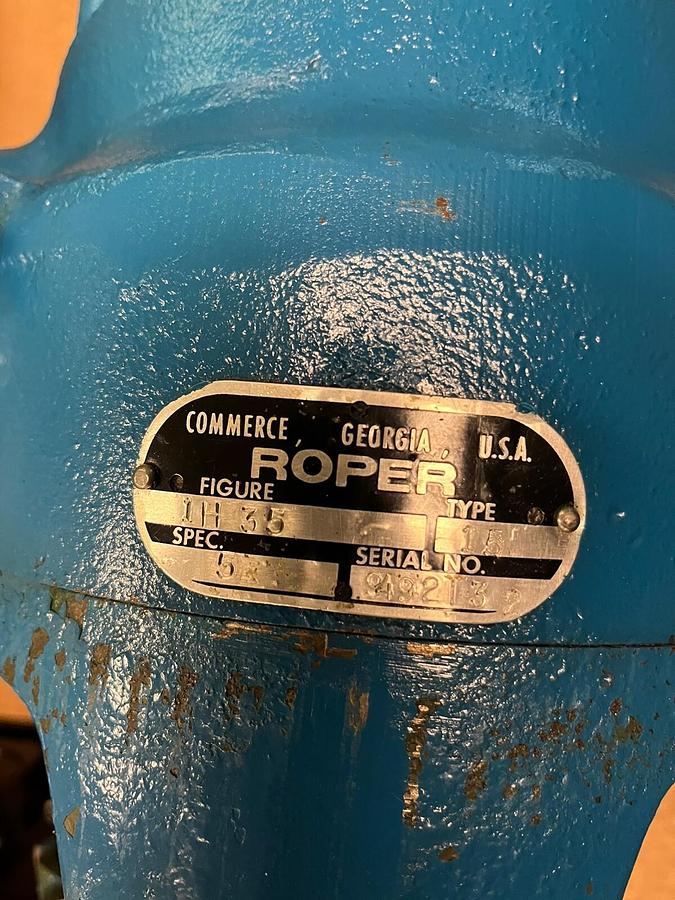 COMMERCE, GEORGIA, U.S.A.
ROPER
FIGURE
TYPE
1H 35
SPEC.
SERIAL NO.